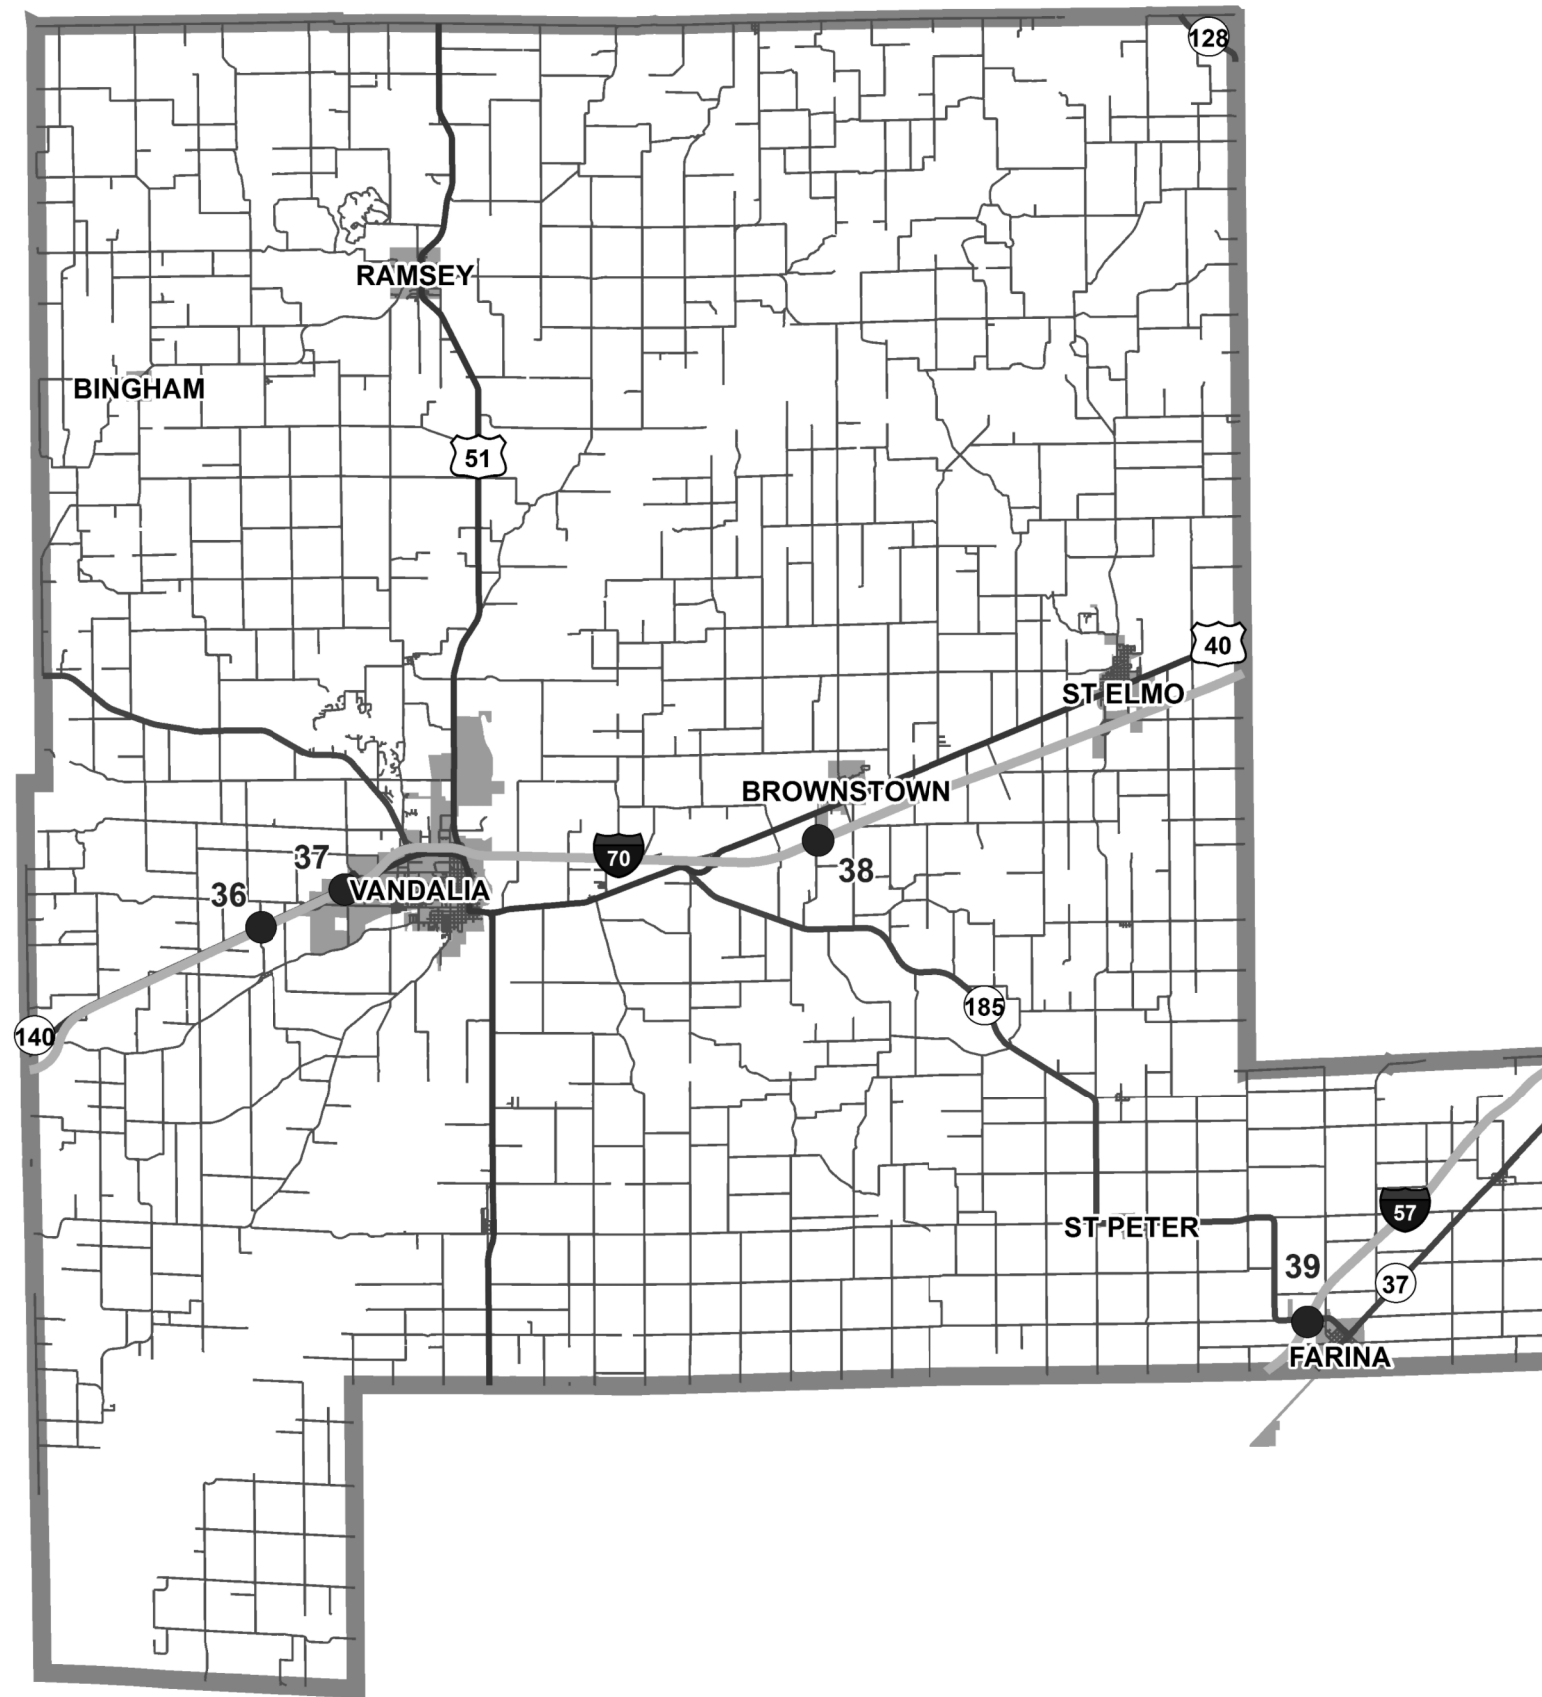 128
RAMSEY
BINGHAM
51
40
ST ELMO
BROWNSTOWN
70
37
38
36
VANDALIA
185
140
57
ST PETER
39
37
FARINA